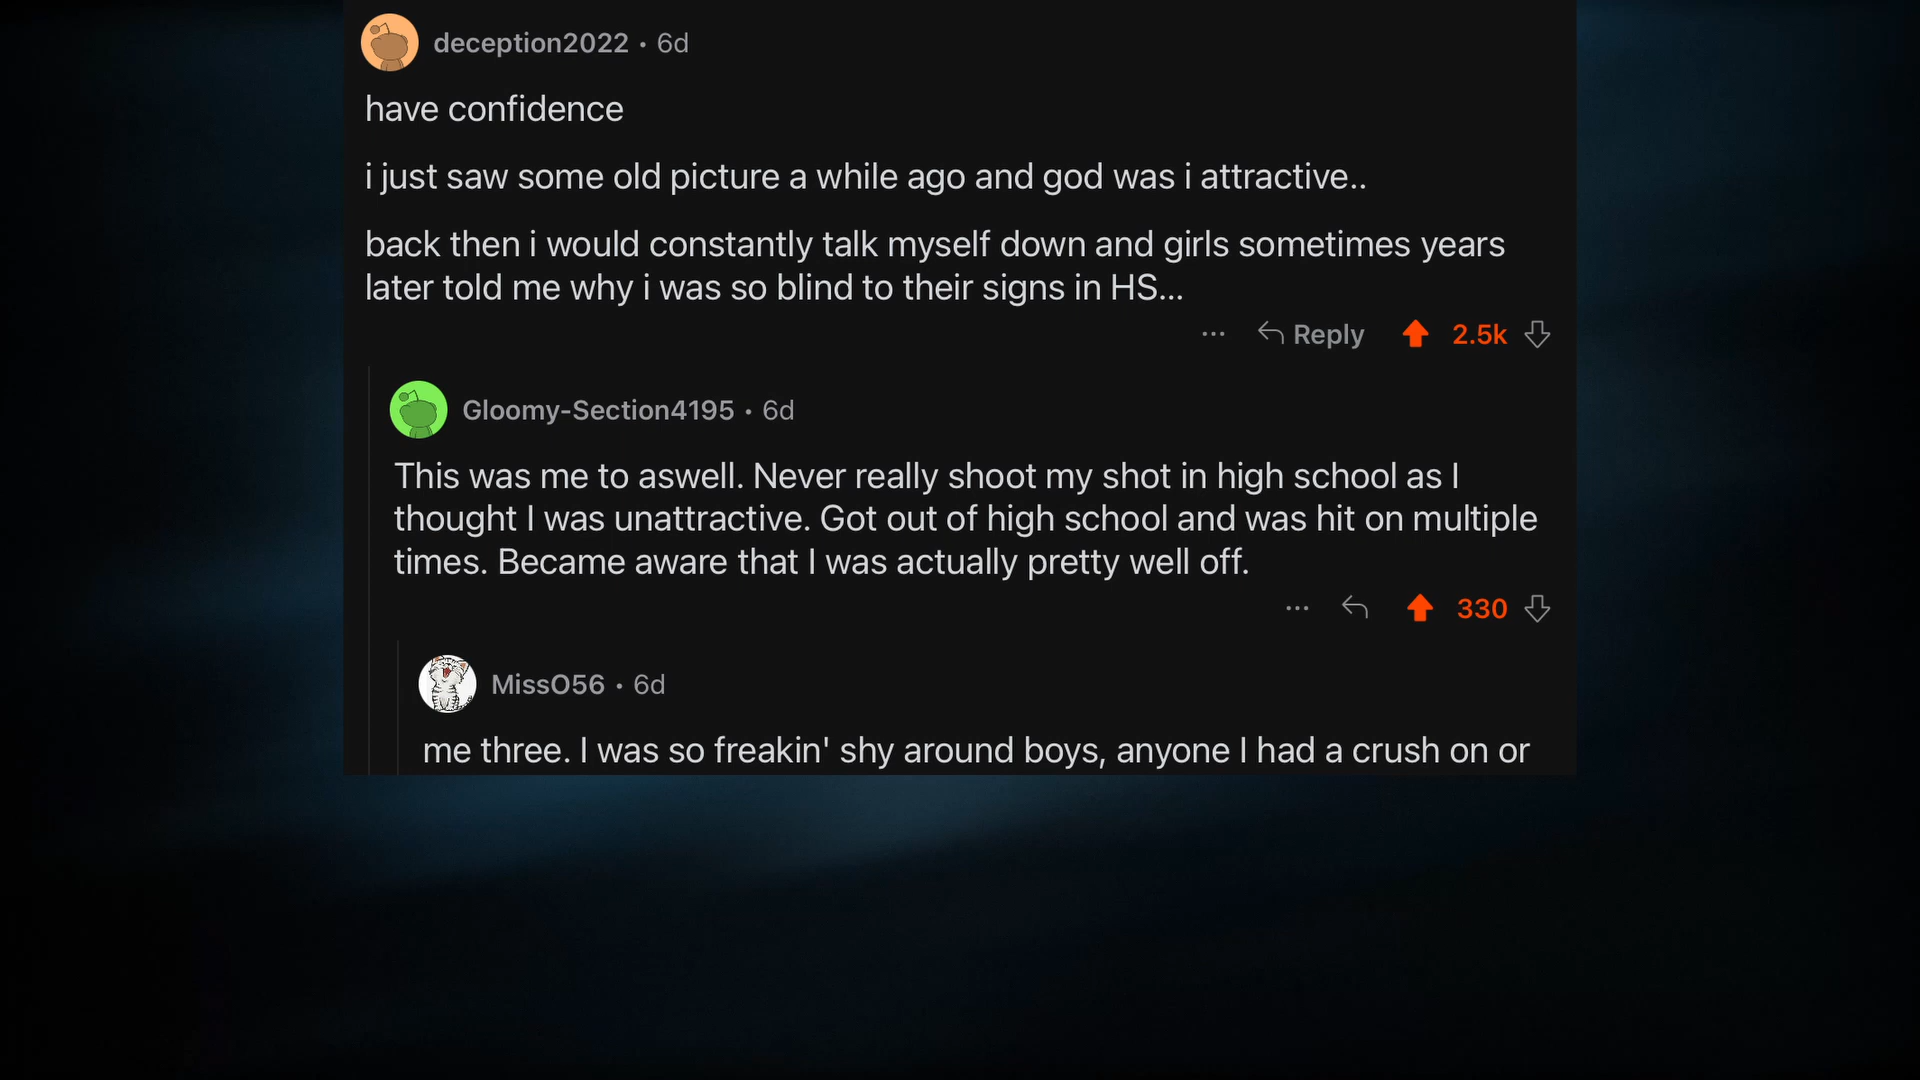 deception2022 • 6d
have confidence
i just saw some old picture a while ago and god was i attractive..
back then i would constantly talk myself down and girls sometimes years
later told me why i was so blind to their signs in HS...
... Reply 2.5k
Gloomy-Section4195 • 6d
This was me to aswell. Never really shoot my shot in high school as I
thought I was unattractive. Got out of high school and was hit on multiple
times. Became aware that I was actually pretty well off.
... 330
MissO56 • 6d
me three. I was so freakin' shy around boys, anyone I had a crush on or